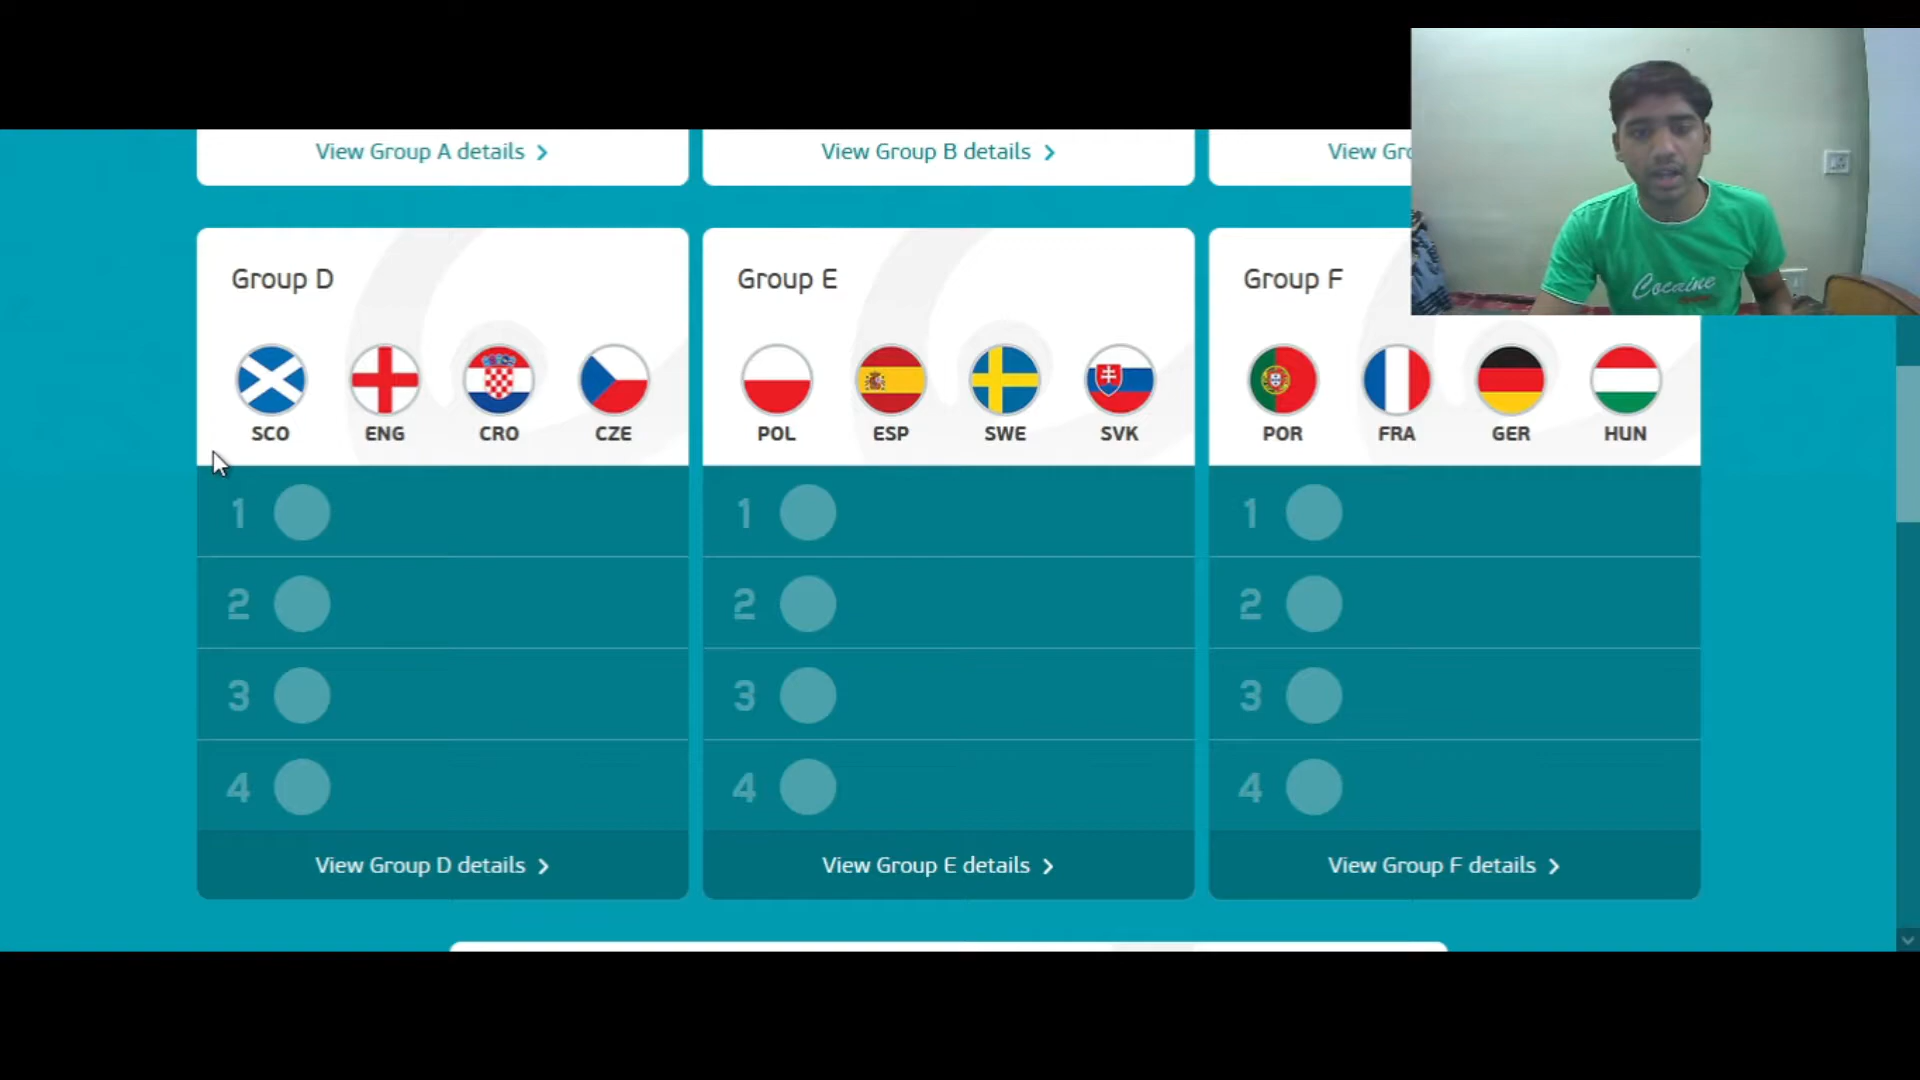 View Group A details
View Group B details
View Gro
Group D
SCO ENG CRO CZE
1
2
3
4
View Group D details
Group E
POL ESP SWE SVK
1
2
3
4
View Group E details
Group F
POR FRA GER HUN
1
2
3
4
View Group F details
Cocaine